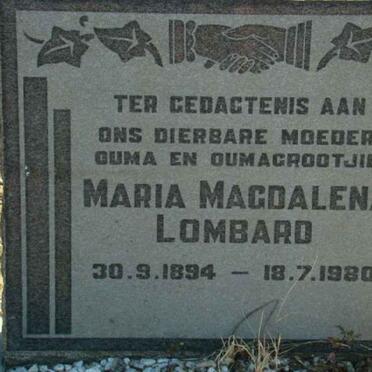 TER GEDAGTENIS AAN
ONS DIERBARE MOEDER
OUMA EN OUMAGROOTJIE
MARIA MAGDALENA
LOMBARD
30.9.1894 – 18.7.1980